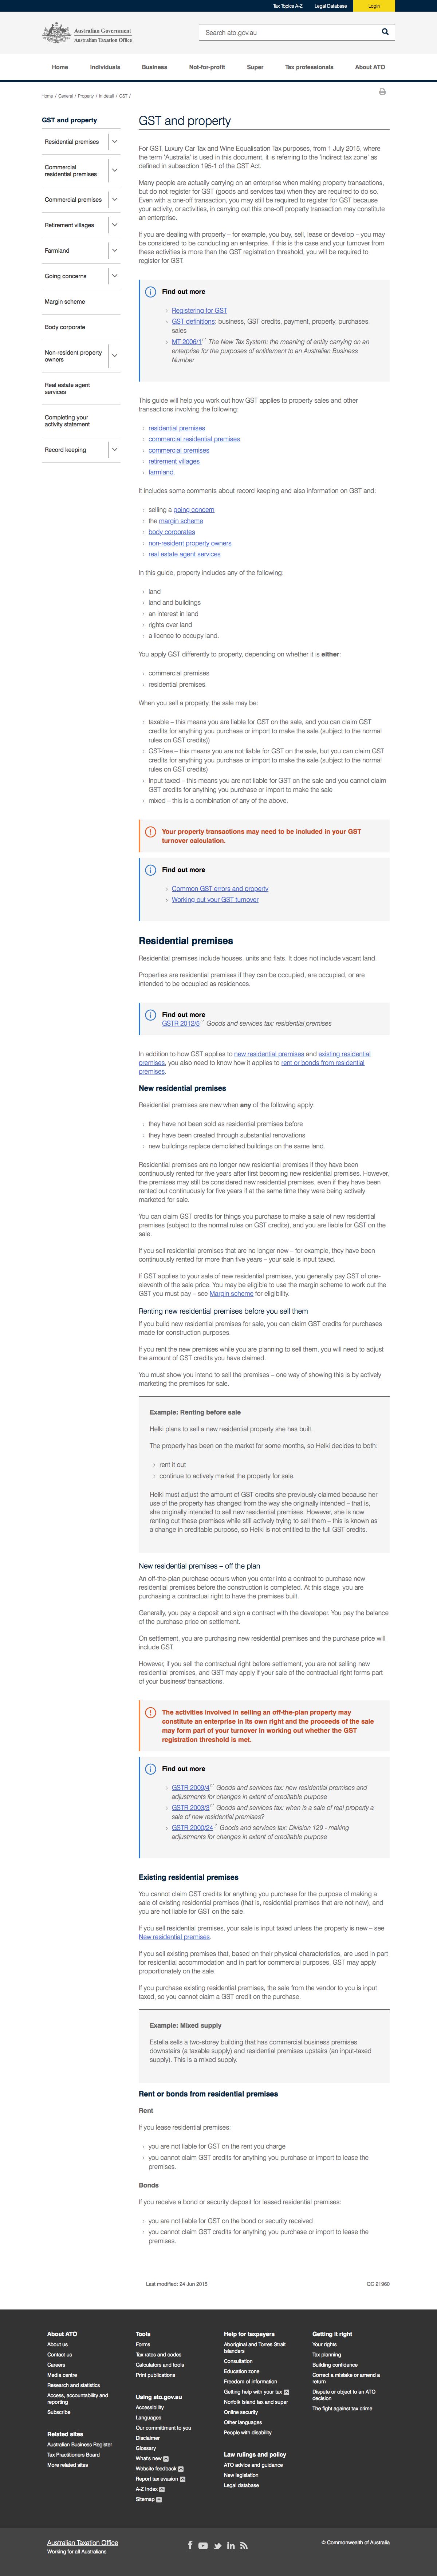 Tax Topics A-Z Legal Database Login
Australian Government
Australian Taxation Office
Search ato.gov.au
Home Individuals Business Not-for-profit Super Tax professionals About ATO
Home / General / Property / In detail / GST /
GST and property
Residential premises
Commercial
residential premises
Commercial premises
Retirement villages
Farmland
Going concerns
Margin scheme
Body corporate
Non-resident property
owners
Real estate agent
services
Completing your
activity statement
Record keeping
GST and property
For GST, Luxury Car Tax and Wine Equalisation Tax purposes, from 1 July 2015, where
the term 'Australia' is used in this document, it is referring to the 'indirect tax zone' as
defined in subsection 195-1 of the GST Act.
Many people are actually carrying on an enterprise when making property transactions,
but do not register for GST (goods and services tax) when they are required to do so.
Even with a one-off transaction, you may still be required to register for GST because
your activity, or activities, in carrying out this one-off property transaction may constitute
an enterprise.
If you are dealing with property – for example, you buy, sell, lease or develop – you may
be considered to be conducting an enterprise. If this is the case and your turnover from
these activities is more than the GST registration threshold, you will be required to
register for GST.
Find out more
Registering for GST
GST definitions: business, GST credits, payment, property, purchases,
sales
MT 2006/1 The New Tax System: the meaning of entity carrying on an
enterprise for the purposes of entitlement to an Australian Business
Number
This guide will help you work out how GST applies to property sales and other
transactions involving the following:
residential premises
commercial residential premises
commercial premises
retirement villages
farmland.
It includes some comments about record keeping and also information on GST and:
selling a going concern
the margin scheme
body corporates
non-resident property owners
real estate agent services
In this guide, property includes any of the following:
land
land and buildings
an interest in land
rights over land
a licence to occupy land.
You apply GST differently to property, depending on whether it is either:
commercial premises
residential premises.
When you sell a property, the sale may be:
taxable – this means you are liable for GST on the sale, and you can claim GST
credits for anything you purchase or import to make the sale (subject to the normal
rules on GST credits))
GST-free – this means you are not liable for GST on the sale, but you can claim GST
credits for anything you purchase or import to make the sale (subject to the normal
rules on GST credits)
Input taxed – this means you are not liable for GST on the sale and you cannot claim
GST credits for anything you purchase or import to make the sale
mixed – this is a combination of any of the above.
Your property transactions may need to be included in your GST
turnover calculation.
Find out more
Common GST errors and property
Working out your GST turnover
Residential premises
Residential premises include houses, units and flats. It does not include vacant land.
Properties are residential premises if they can be occupied, are occupied, or are
intended to be occupied as residences.
Find out more
GSTR 2012/5 Goods and services tax: residential premises
In addition to how GST applies to new residential premises and existing residential
premises, you also need to know how it applies to rent or bonds from residential
premises.
New residential premises
Residential premises are new when any of the following apply:
they have not been sold as residential premises before
they have been created through substantial renovations
new buildings replace demolished buildings on the same land.
Residential premises are no longer new residential premises if they have been
continuously rented for five years after first becoming new residential premises. However,
the premises may still be considered new residential premises, even if they have been
rented out continuously for five years if at the same time they were being actively
marketed for sale.
You can claim GST credits for things you purchase to make a sale of new residential
premises (subject to the normal rules on GST credits), and you are liable for GST on the
sale.
If you sell residential premises that are no longer new – for example, they have been
continuously rented for more than five years – your sale is input taxed.
If GST applies to your sale of new residential premises, you generally pay GST of one-
eleventh of the sale price. You may be eligible to use the margin scheme to work out the
GST you must pay – see Margin scheme for eligibility.
Renting new residential premises before you sell them
If you build new residential premises for sale, you can claim GST credits for purchases
made for construction purposes.
If you rent the new premises while you are planning to sell them, you will need to adjust
the amount of GST credits you have claimed.
You must show you intend to sell the premises – one way of showing this is by actively
marketing the premises for sale.
Example: Renting before sale
Helki plans to sell a new residential property she has built.
The property has been on the market for some months, so Helki decides to both:
rent it out
continue to actively market the property for sale.
Helki must adjust the amount of GST credits she previously claimed because her
use of property has changed from the way she originally intended – that is,
she originally intended to sell new residential premises. However, she is now
renting out these premises while still actively trying to sell them – this is known as
a change in creditable purpose, so Helki is not entitled to the full GST credits.
New residential premises – off the plan
An off-the-plan purchase occurs when you enter into a contract to purchase new
residential premises before the construction is completed. At this stage, you are
purchasing a contractual right to have the premises built.
Generally, you pay a deposit and sign a contract with the developer. You pay the balance
of the purchase price on settlement.
On settlement, you are purchasing new residential premises and the purchase price will
include GST.
However, if you sell the contractual right before settlement, you are not selling new
residential premises, and GST may apply your sale of the contractual rights forms part
of your business' transactions.
The activities involved in selling an off-the-plan property may
constitute an enterprise in its own right and the proceeds of the sale
may form part of your turnover in working out whether the GST
registration threshold is met.
Find out more
GSTR 2009/4 Goods and services tax: new residential premises and
adjustments for changes in extent of creditable purpose
GSTR 2003/3 Goods and services tax: when is a sale of real property a
sale of new residential premises?
GSTR 2000/24 Goods and services tax: Division 129 - making
adjustments for changes in extent of creditable purpose
Existing residential premises
You cannot claim GST credits for anything you purchase for the purpose of making a
sale of existing residential premises (that is, residential premises that are not new), and
you are not liable for GST on the sale.
If you sell residential premises, your sale is input taxed unless the property is new – see
New residential premises.
If you sell existing premises that, based on their physical characteristics, are used in part
for residential accommodation and in part for commercial purposes, GST may apply
proportionally on the sale.
If you purchase existing residential premises, the sale from the vendor to you is input
taxed, so you cannot claim a GST credit on the purchase.
Example: Mixed supply
Estella sells a two-storey building that has commercial business premises
downstairs (a taxable supply) and residential premises upstairs (an input-taxed
supply). This is a mixed supply.
Rent or bonds from residential premises
Rent
If you lease residential premises:
you are not liable for GST on the rent you charge
you cannot claim GST credits for anything you purchase or import to lease the
premises.
Bonds
If you receive a bond or security deposit for leased residential premises:
you are not liable for GST on the bond or security received
you cannot claim GST credits for anything you purchase or import to lease the
premises.
Last modified: 24 Jun 2015 QC 21960
About ATO
About us
Contact us
Careers
Media centre
Research and statistics
Access, accountability and
reporting
Subscribe
Related sites
Australian Business Register
Tax Practitioners Board
More related sites
Tools
Forms
Tax rates and codes
Calculators and tools
Print publications
Using ato.gov.au
Accessibility
Languages
Our commitment to you
Disclaimer
Glossary
What's new
Website feedback
Report tax evasion
A-Z Index
Sitemap
Help for taxpayers
Aboriginal and Torres Strait
Islanders
Consultation
Education zone
Freedom of information
Getting help with your tax
Norfolk Island tax and super
Online security
Other languages
People with disability
Law rulings and policy
ATO advice and guidance
New legislation
Legal database
Getting it right
Your rights
Tax planning
Building confidence
Correct a mistake or amend a
return
Dispute or object to an ATO
decision
The fight against tax crime
Australian Taxation Office
Working for all Australians
© Commonwealth of Australia